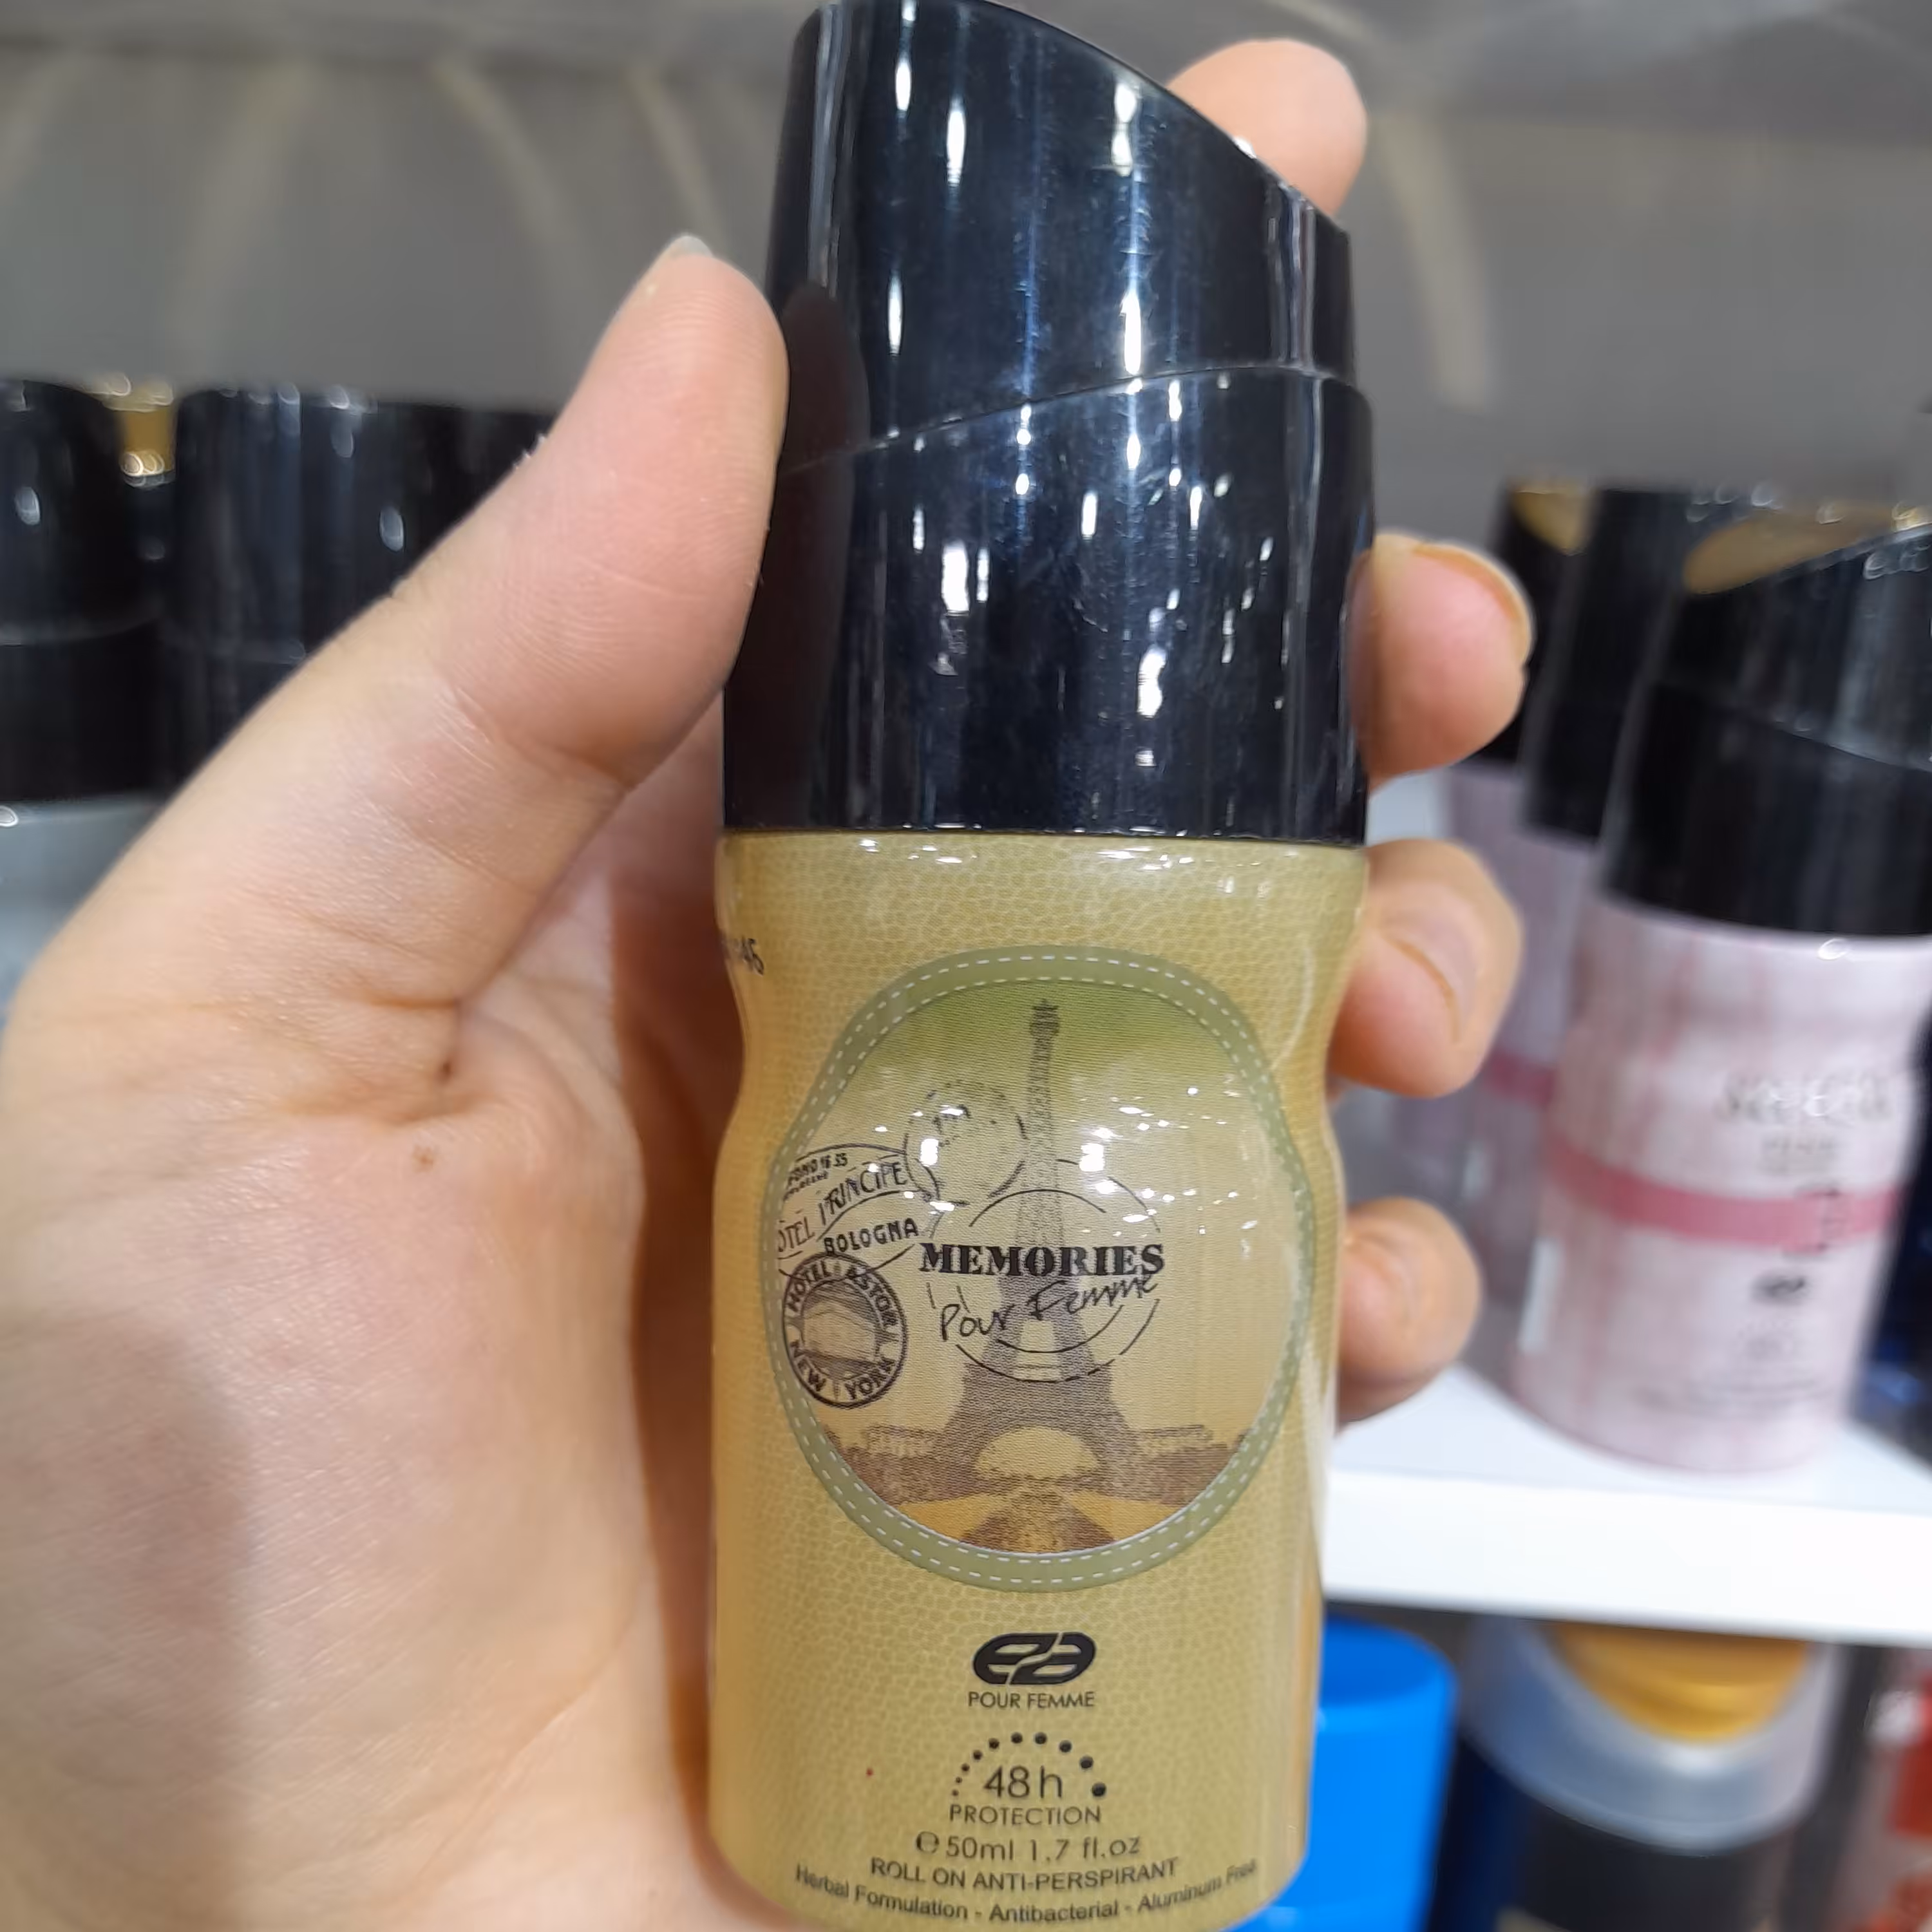 HOTEL PRINCIPE
BOLOGNA
HOTEL ASTOR
NEW YORK
MEMORIES
Pour Femme
ea
POUR FEMME
48h
PROTECTION
℮50ml 1.7 fl.oz
ROLL ON ANTI-PERSPIRANT
Herbal Formulation - Antibacterial - Aluminum Free